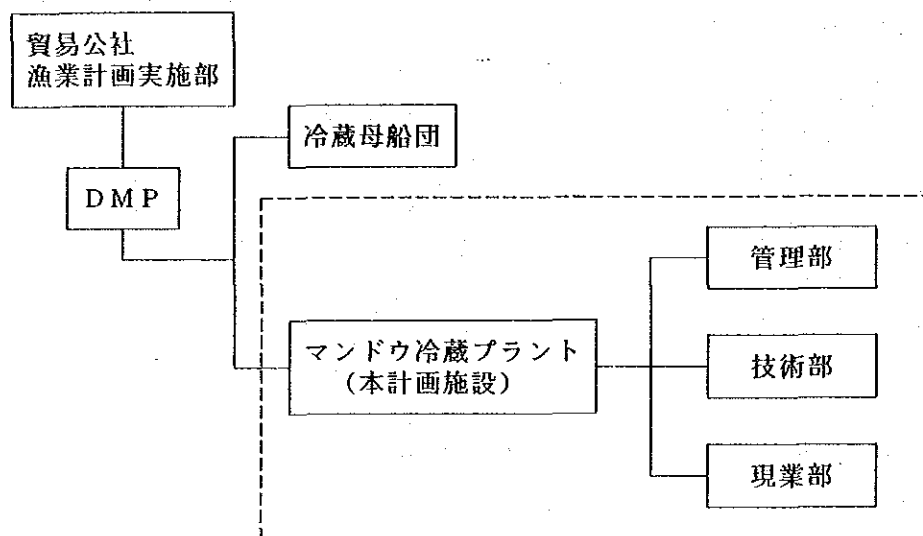 貿易公社
漁業計画実施部
DMP
冷蔵母船団
マンドウ冷蔵プラント
（本計画施設）
管理部
技術部
現業部